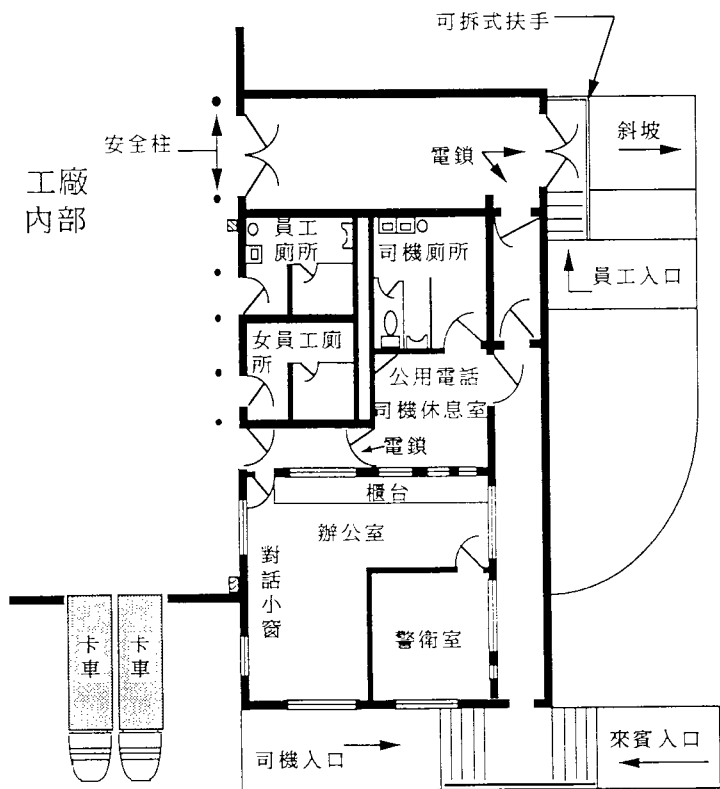 可拆式扶手
安全柱
電鎖
斜坡
工廠
內部
員工
廁所
司機廁所
員工入口
女員工廁
所
公用電話
司機休息室
電鎖
櫃台
辦公室
對話小窗
警衛室
卡車
卡車
司機入口
來賓入口